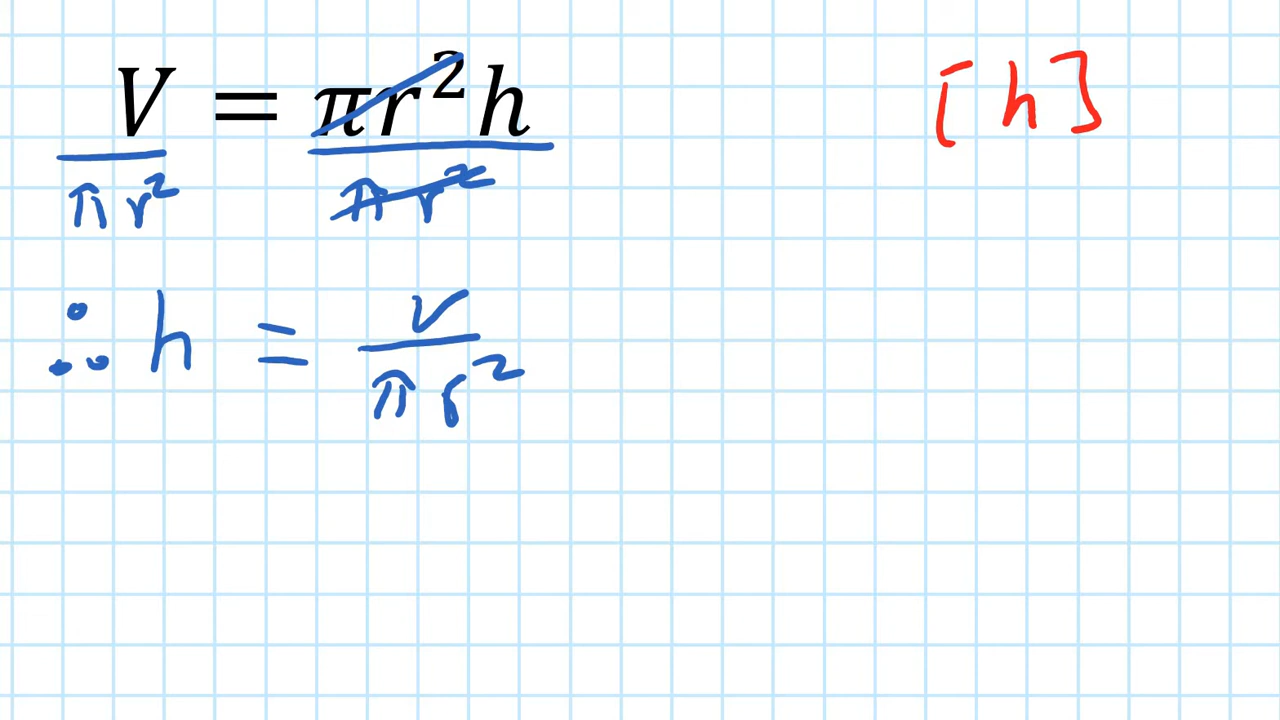 V = πr²h [h]
πr² πr²
∴ h = V
πr²